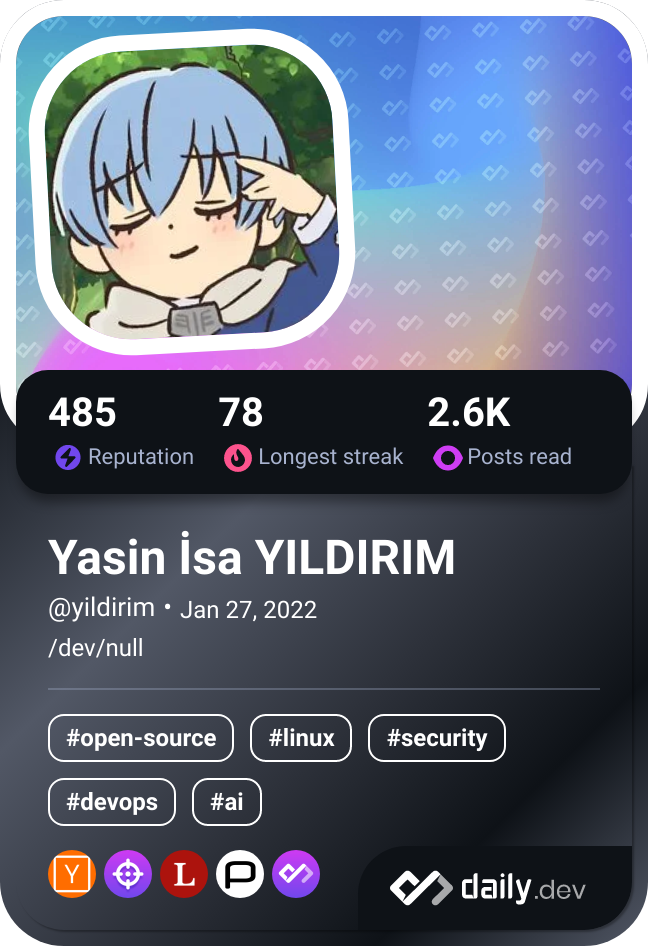 485 78 2.6K
Reputation Longest streak Posts read
Yasin İsa YILDIRIM
@yildirim • Jan 27, 2022
/dev/null
#open-source #linux #security
#devops #ai
Y L P
daily.dev